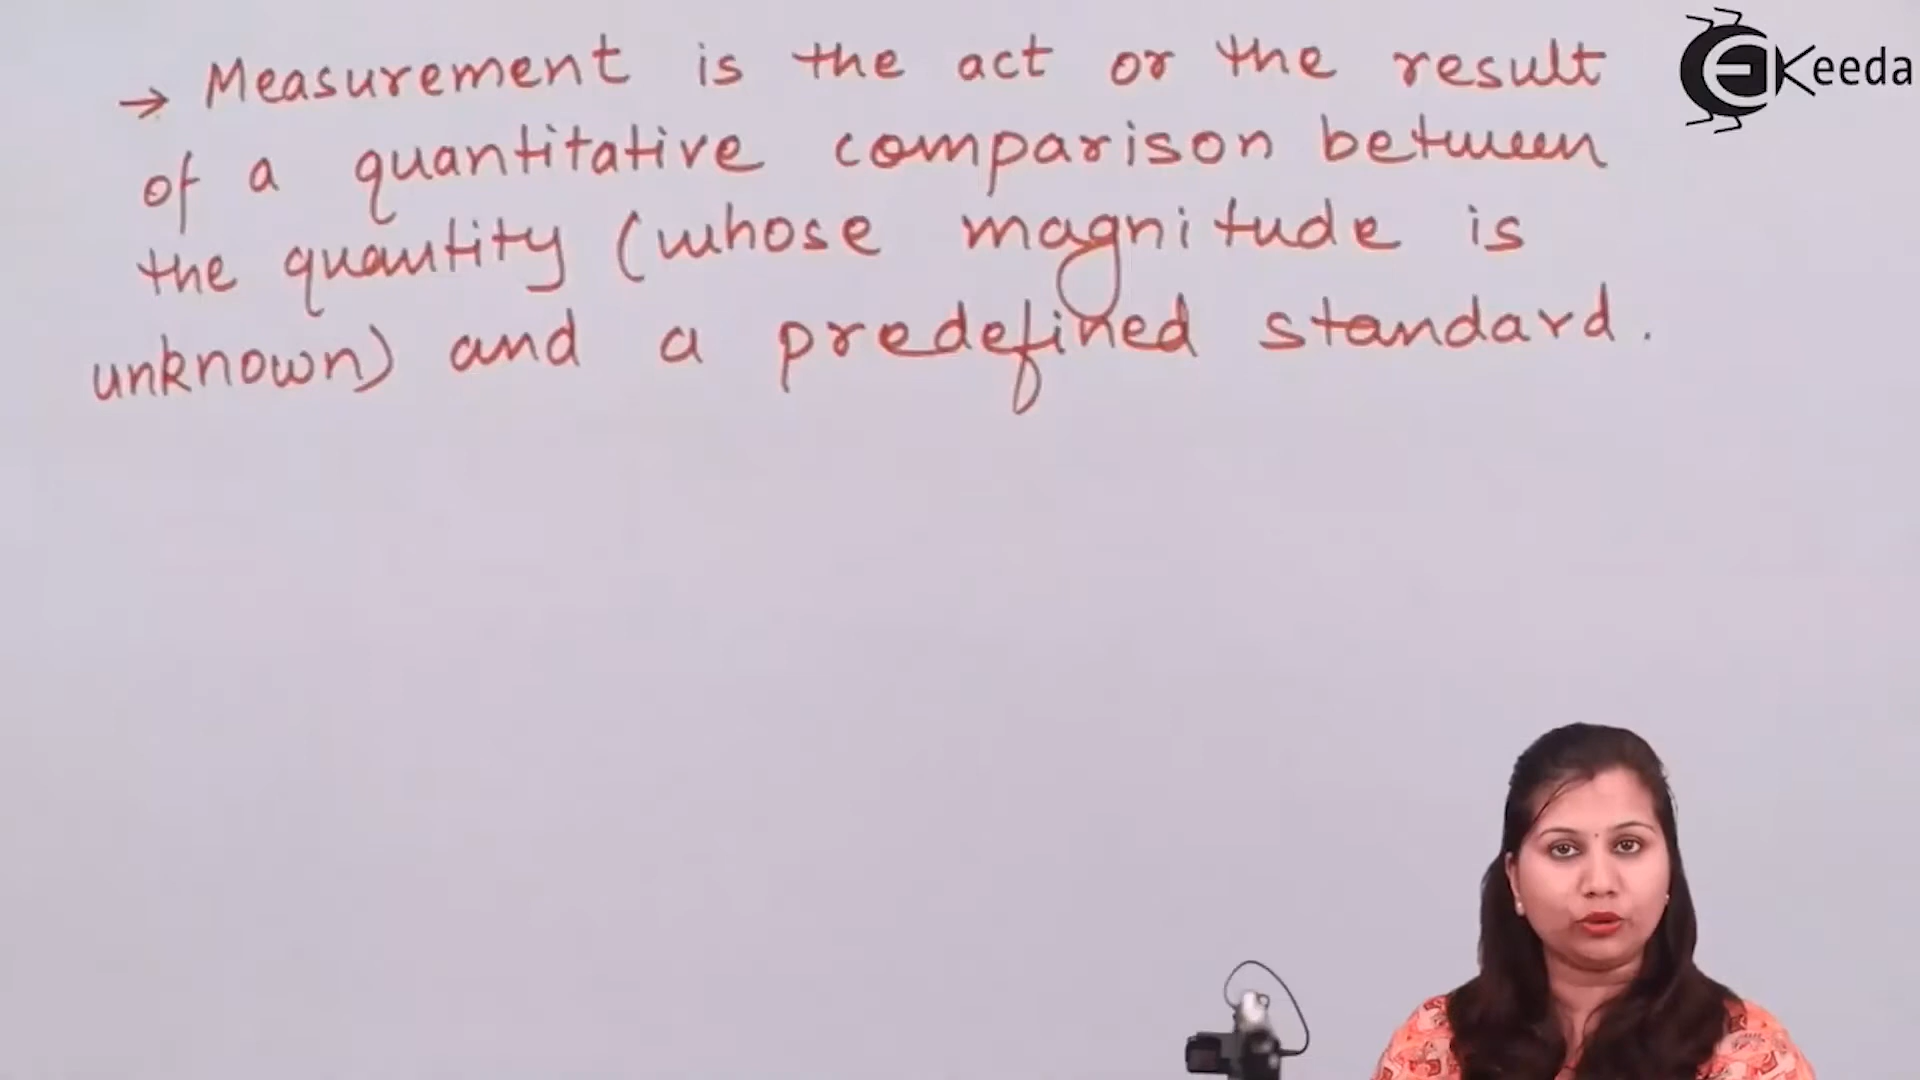 → Measurement is the act or the result
of a quantitative comparison between
the quantity (whose magnitude is
unknown) and a predefined standard.
EKeeda